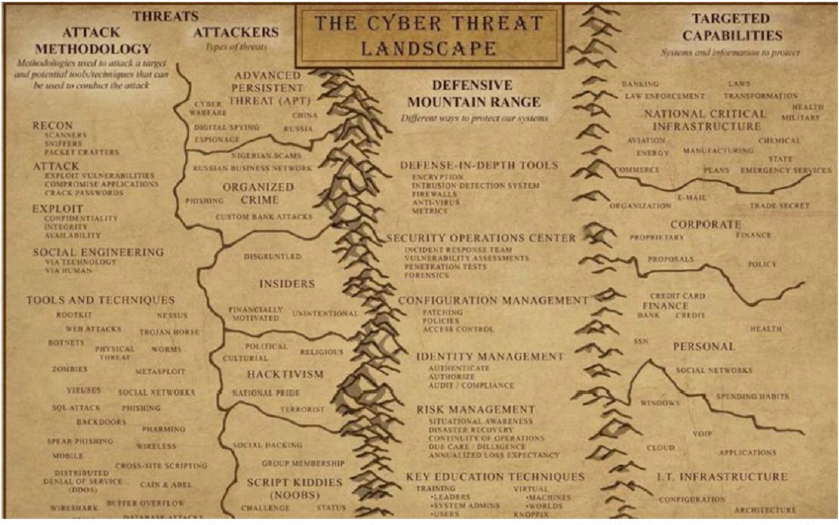 THE CYBER THREAT
LANDSCAPE
THREATS
ATTACK
METHODOLOGY
Methodologies used to attack a target
and potential tools/techniques that can
be used to conduct the attack
RECON
SCANNERS
SNIFFERS
PACKET CRAFTERS
ATTACK
EXPLOIT VULNERABILITIES
COMPROMISE APPLICATIONS
CRACK PASSWORDS
EXPLOIT
CONFIDENTIALITY
INTEGRITY
AVAILABILITY
SOCIAL ENGINEERING
VIA TECHNOLOGY
VIA HUMAN
TOOLS AND TECHNIQUES
ROOTKIT NESSUS
WEB ATTACKS TROJAN HORSE
BOTNETS
PHYSICAL WORMS
THREAT
ZOMBIES METASPLOIT
VIRUSES SOCIAL NETWORKS
SQL ATTACK PHISHING
BACKDOORS
PHARMING
SPEAR PHISHING WIRELESS
MOBILE
CROSS-SITE SCRIPTING
DISTRIBUTED
DENIAL OF SERVICE
(DDOS)
CAIN & ABEL
WIRESHARK BUFFER OVERFLOW
DATABASE ATTACKS
ATTACKERS
Types of threats
ADVANCED
PERSISTENT
THREAT (APT)
CYBER
WARFARE
CHINA
DIGITAL SPYING RUSSIA
ESPIONAGE
NIGERIAN SCAMS
RUSSIAN BUSINESS NETWORK
ORGANIZED
CRIME
PHISHING
CUSTOM BANK ATTACKS
DISGRUNTLED
INSIDERS
FINANCIALLY
MOTIVATED
UNINTENTIONAL
POLITICAL
CULTURIAL RELIGIOUS
HACKTIVISM
NATIONAL PRIDE
TERRORIST
SOCIAL HACKING
GROUP MEMBERSHIP
SCRIPT KIDDIES
(NOOBS)
CHALLENGE STATUS
DEFENSIVE
MOUNTAIN RANGE
Different ways to protect our systems
DEFENSE-IN-DEPTH TOOLS
ENCRYPTION
INTRUSION DETECTION SYSTEM
FIREWALLS
ANTI-VIRUS
METRICS
SECURITY OPERATIONS CENTER
INCIDENT RESPONSE TEAM
VULNERABILITY ASSESSMENTS
PENETRATION TESTS
FORENSICS
CONFIGURATION MANAGEMENT
PATCHING
POLICIES
ACCESS CONTROL
IDENTITY MANAGEMENT
AUTHENTICATE
AUTHORIZE
AUDIT / COMPLIANCE
RISK MANAGEMENT
SITUATIONAL AWARENESS
DISASTER RECOVERY
CONTINUITY OF OPERATIONS
DUE CARE / DILLIGENCE
ANNUALIZED LOSS EXPECTANCY
KEY EDUCATION TECHNIQUES
TRAINING VIRTUAL
•LEADERS •MACHINES
•SYSTEM ADMINS •WORLDS
•USERS KNOPPIX
TARGETED
CAPABILITIES
Systems and information to protect
BANKING LAWS
LAW ENFORCEMENT TRANSFORMATION
HEALTH
NATIONAL CRITICAL
INFRASTRUCTURE
MILITARY
AVIATION CHEMICAL
ENERGY MANUFACTURING
STATE
COMMERCE PLANS EMERGENCY SERVICES
E-MAIL
ORGANIZATION TRADE SECRET
CORPORATE
PROPRIETARY FINANCE
PROPOSALS POLICY
CREDIT CARD
FINANCE
BANK CREDIT
HEALTH
SSN
PERSONAL
SOCIAL NETWORKS
SPENDING HABITS
WINDOWS
VOIP
CLOUD APPLICATIONS
I.T. INFRASTRUCTURE
CONFIGURATION
ARCHITECTURE